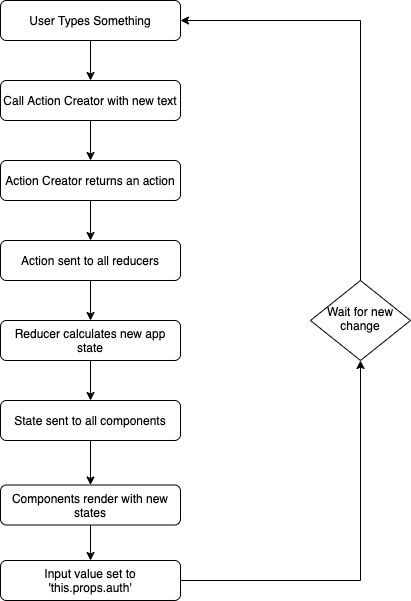 User Types Something
Call Action Creator with new text
Action Creator returns an action
Action sent to all reducers
Reducer calculates new app
state
State sent to all components
Components render with new
states
Input value set to
'this.props.auth'
Wait for new
change